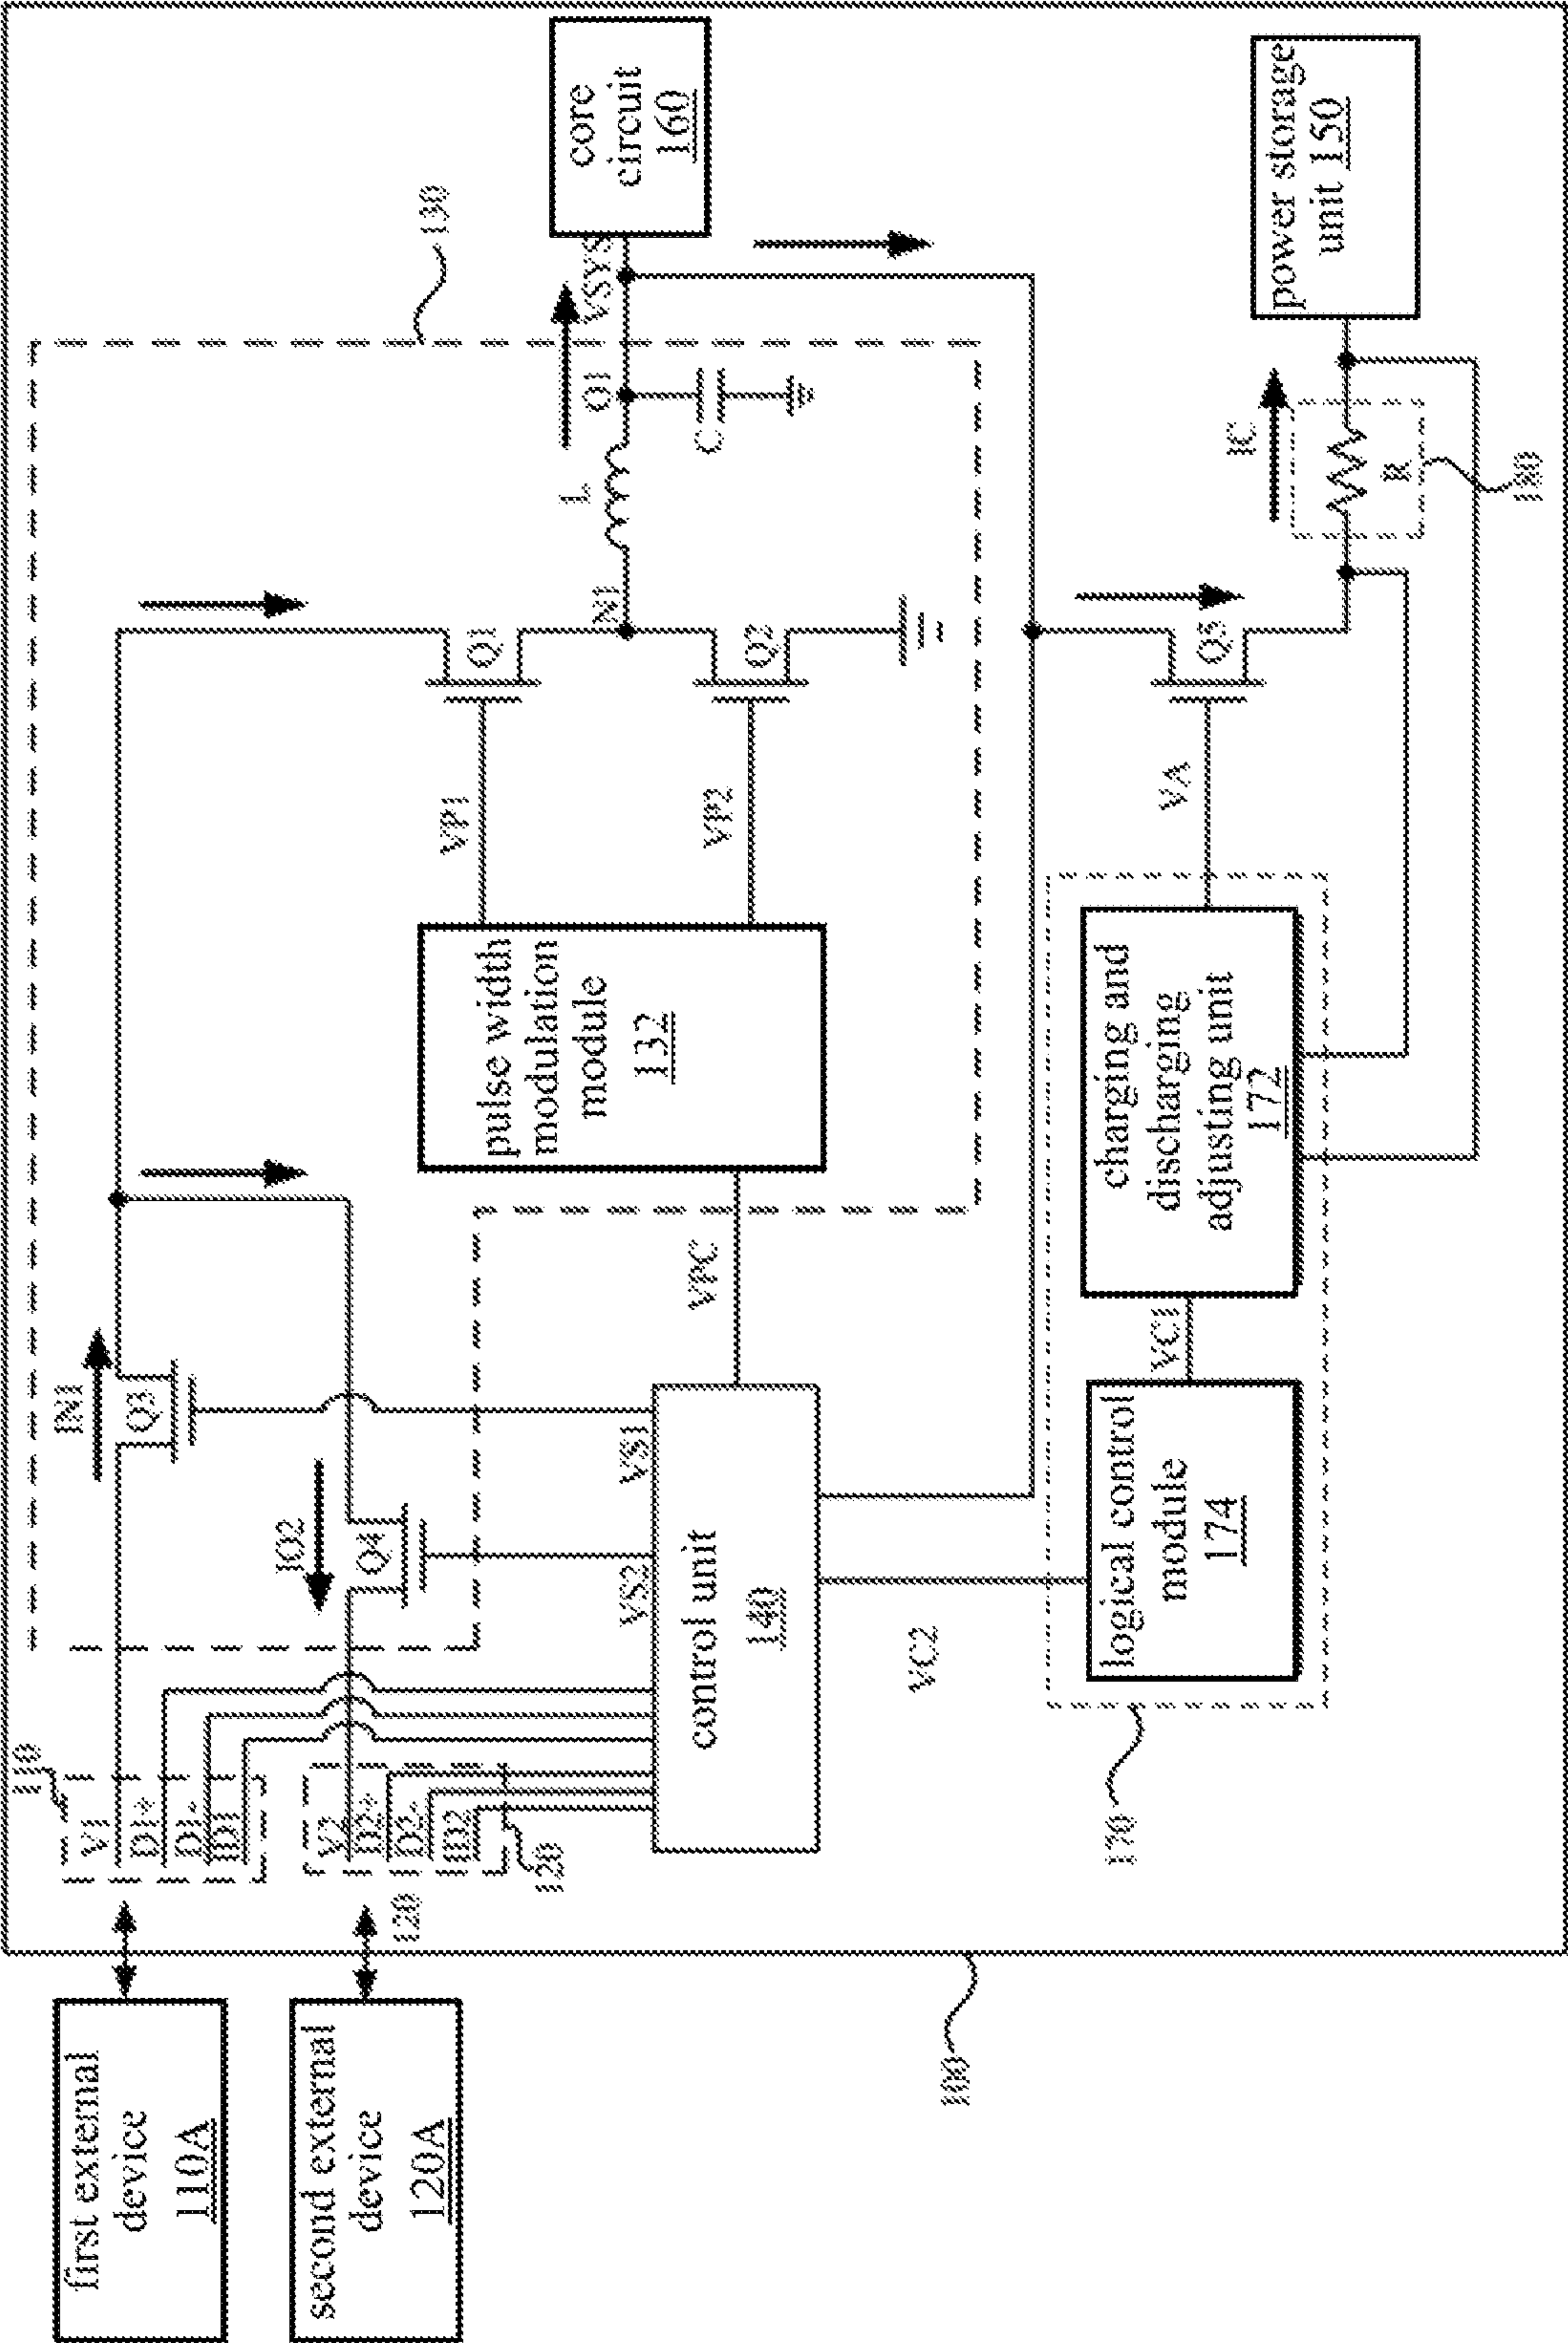 first external
device
110A
second external
device
120A
100
110
V1
D1+
D1-
ID1
V2
D2+
D2-
ID2
120
120
IN1
Q3
IO2
Q4
VS1
VS2
control unit
140
VPC
VC2
pulse width
modulation
module
132
VP1
VP2
Q1
Q2
N1
L
O1
C
130
VSYS
core
circuit
160
170
logical control
module
174
VC1
charging and
discharging
adjusting unit
172
VA
Q5
IC
R
180
power storage
unit 150